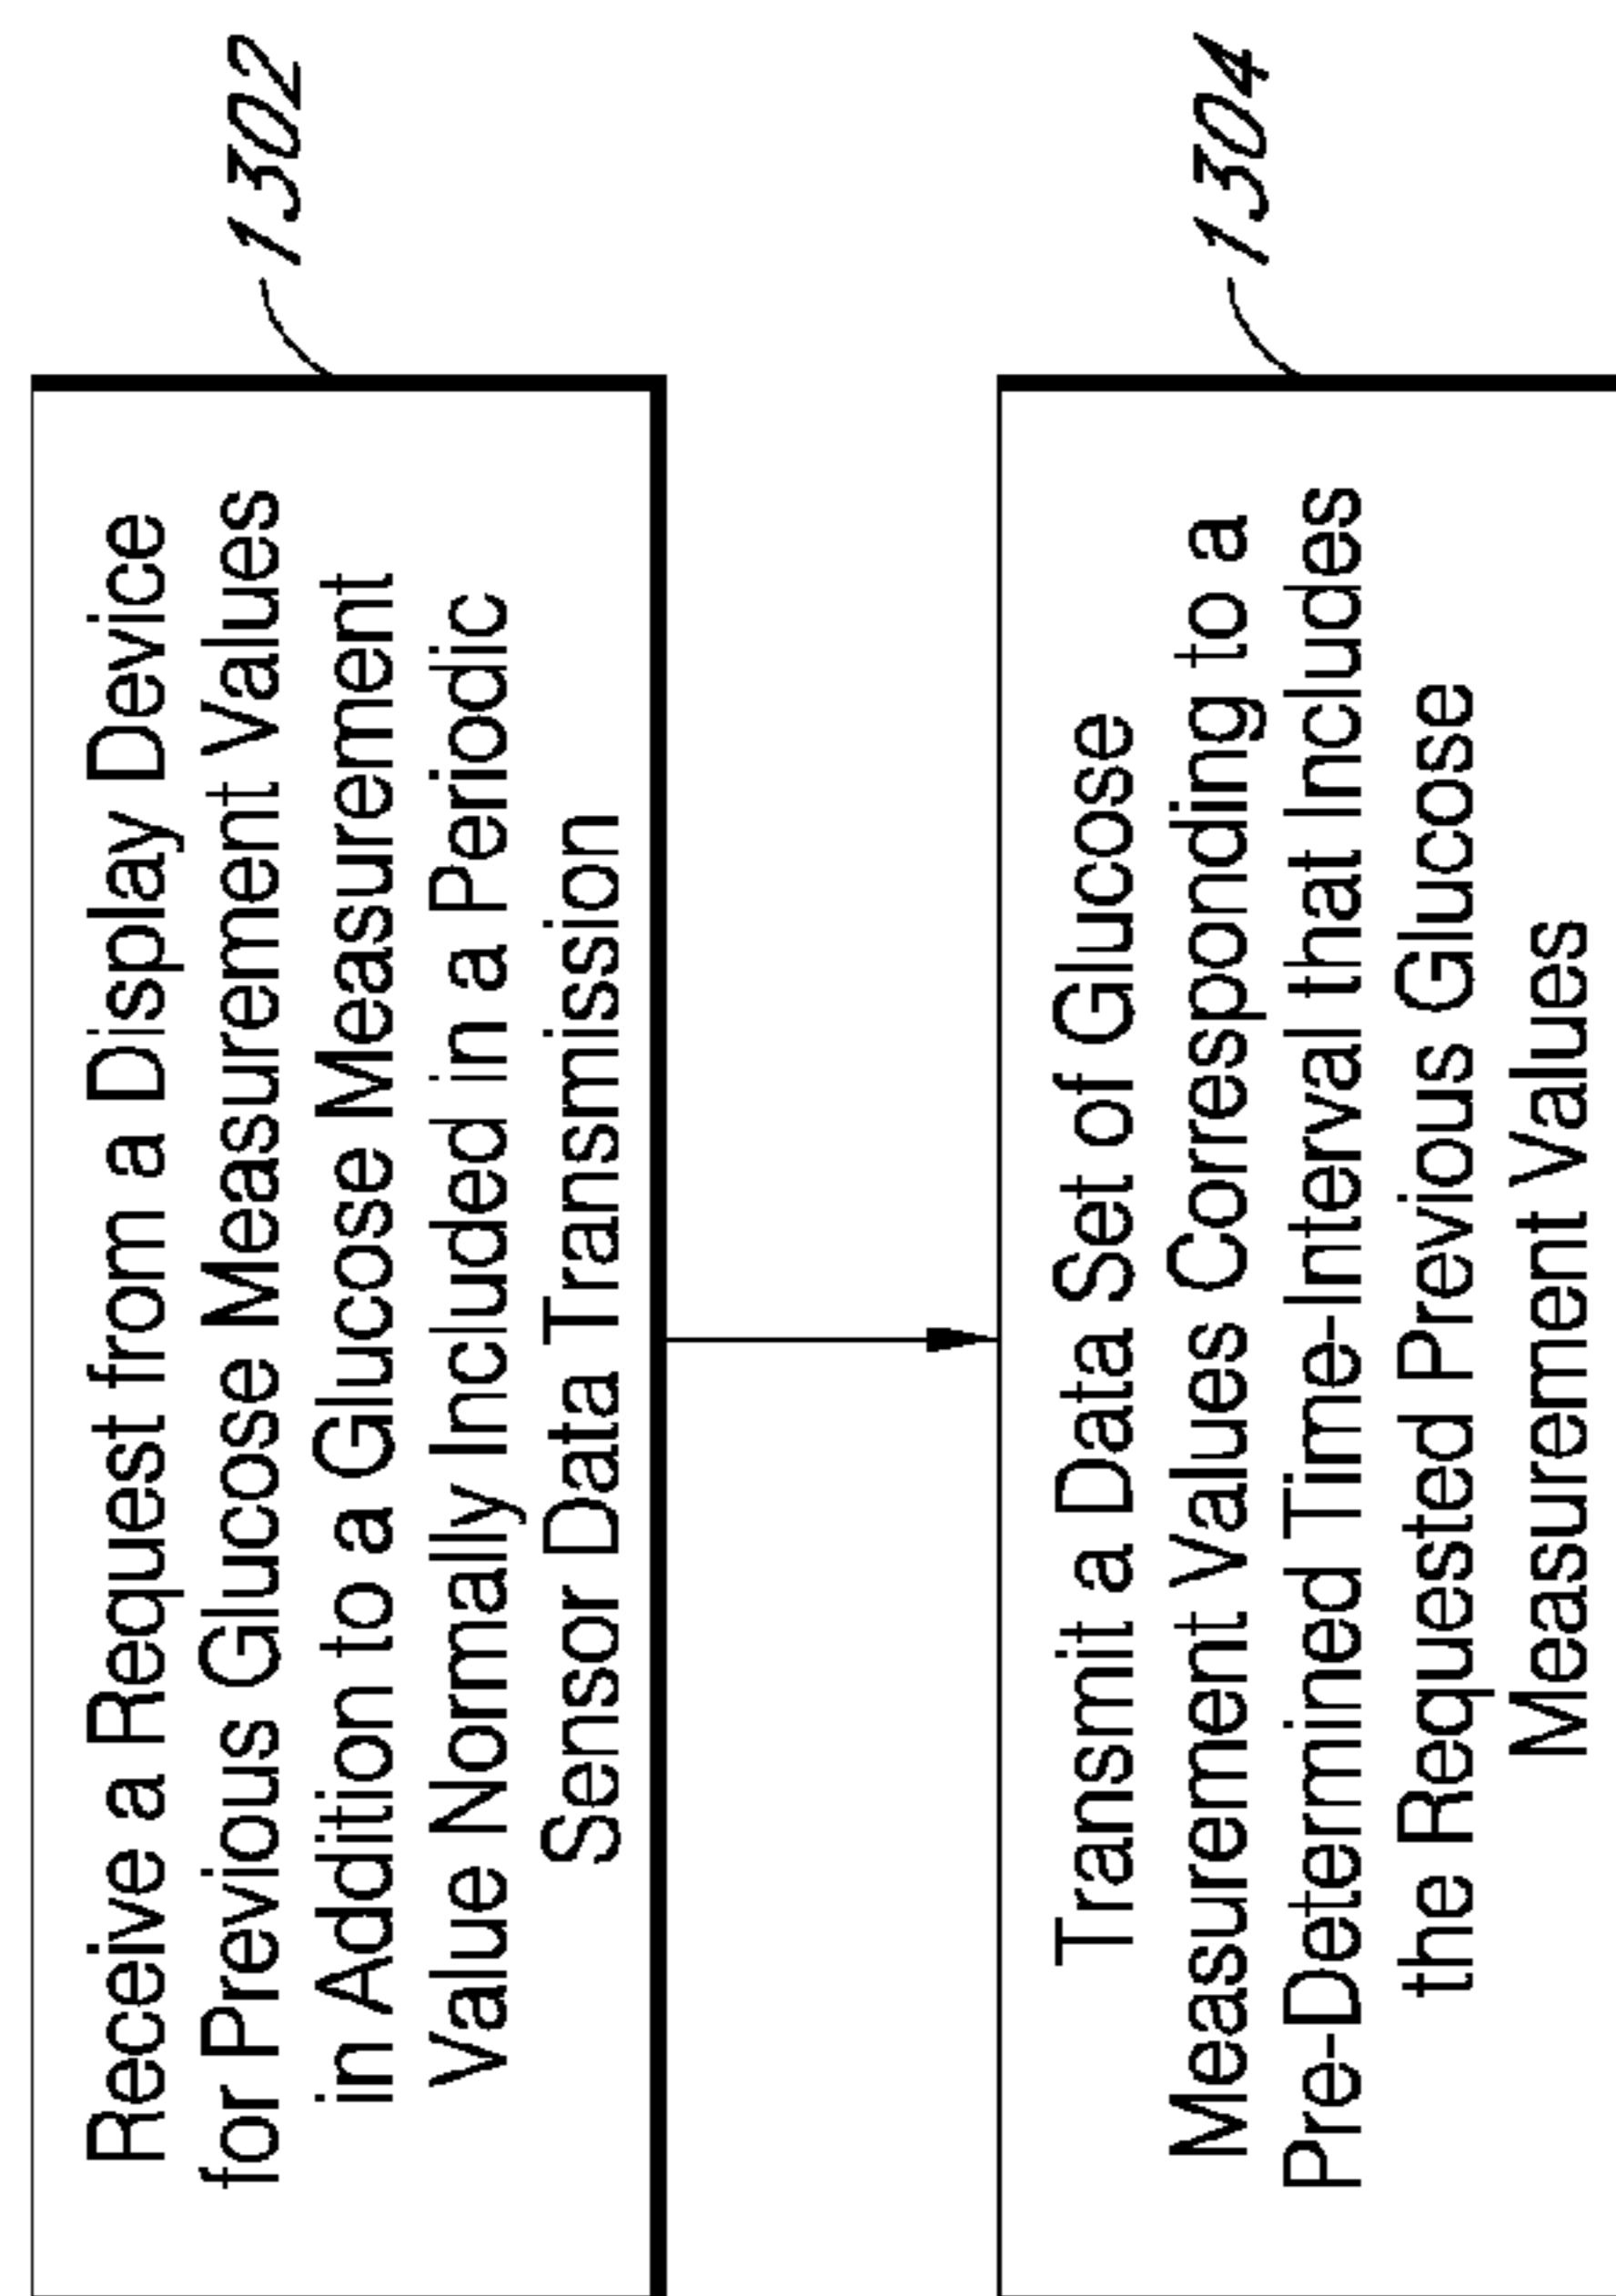 Receive a Request from a Display Device
for Previous Glucose Measurement Values
in Addition to a Glucose Measurement
Value Normally Included in a Periodic
Sensor Data Transmission
1302
Transmit a Data Set of Glucose
Measurement Values Corresponding to a
Pre-Determined Time-Interval that Includes
the Requested Previous Glucose
Measurement Values
1304